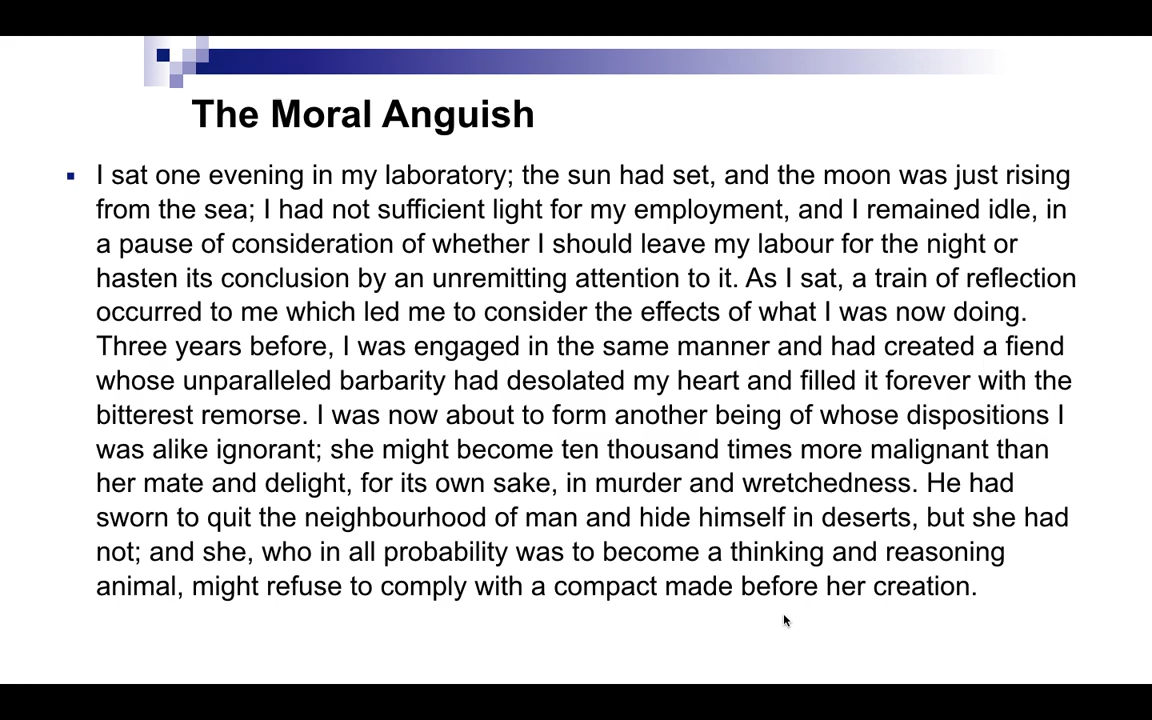 The Moral Anguish
I sat one evening in my laboratory; the sun had set, and the moon was just rising
from the sea; I had not sufficient light for my employment, and I remained idle, in
a pause of consideration of whether I should leave my labour for the night or
hasten its conclusion by an unremitting attention to it. As I sat, a train of reflection
occurred to me which led me to consider the effects of what I was now doing.
Three years before, I was engaged in the same manner and had created a fiend
whose unparalleled barbarity had desolated my heart and filled it forever with the
bitterest remorse. I was now about to form another being of whose dispositions I
was alike ignorant; she might become ten thousand times more malignant than
her mate and delight, for its own sake, in murder and wretchedness. He had
sworn to quit the neighbourhood of man and hide himself in deserts, but she had
not; and she, who in all probability was to become a thinking and reasoning
animal, might refuse to comply with a compact made before her creation.